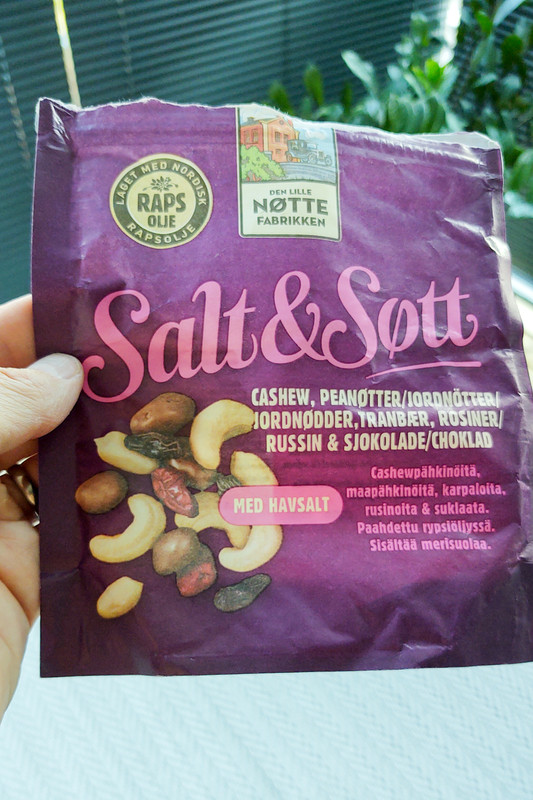 LAGET MED NORDISK
RAPS
OLJE
RAPSOLJE
DEN LILLE
NØTTE
FABRIKKEN
Salt & Søtt
CASHEW, PEANØTTER/JORDNÖTTER/
JORDNØDDER, TRANBÆR, ROSINER/
RUSSIN & SJOKOLADE/CHOKLAD
MED HAVSALT
Cashewpähkinöitä,
maapähkinöitä, karpaloita,
rusinoita & suklaata.
Paahdettu rypsiöljyssä.
Sisältää merisuolaa.